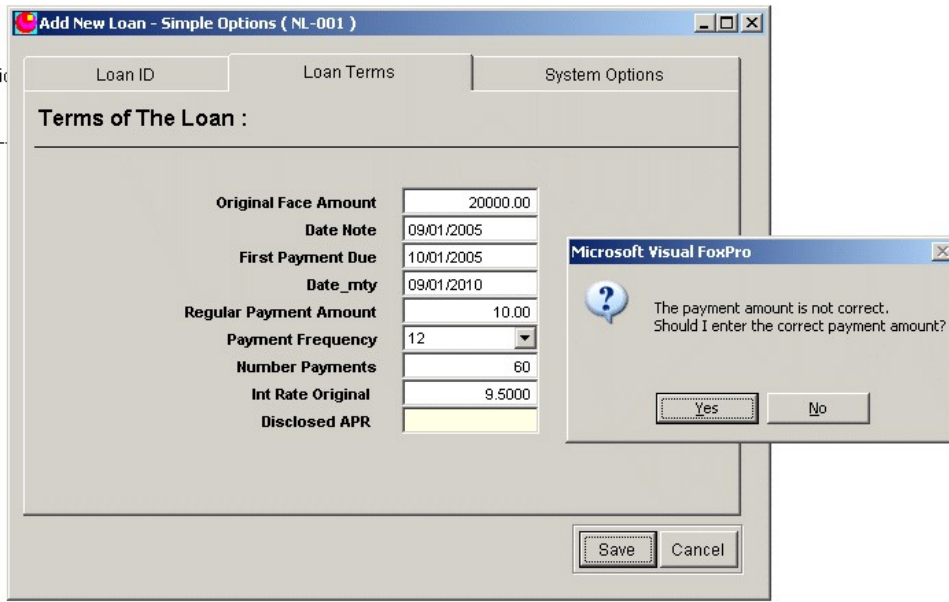 Add New Loan - Simple Options ( NL-001 )
Loan ID Loan Terms System Options
Terms of The Loan :
Original Face Amount 20000.00
Date Note 09/01/2005
First Payment Due 10/01/2005
Date_mty 09/01/2010
Regular Payment Amount 10.00
Payment Frequency 12
Number Payments 60
Int Rate Original 9.5000
Disclosed APR
Microsoft Visual FoxPro
The payment amount is not correct.
Should I enter the correct payment amount?
Yes No
Save Cancel